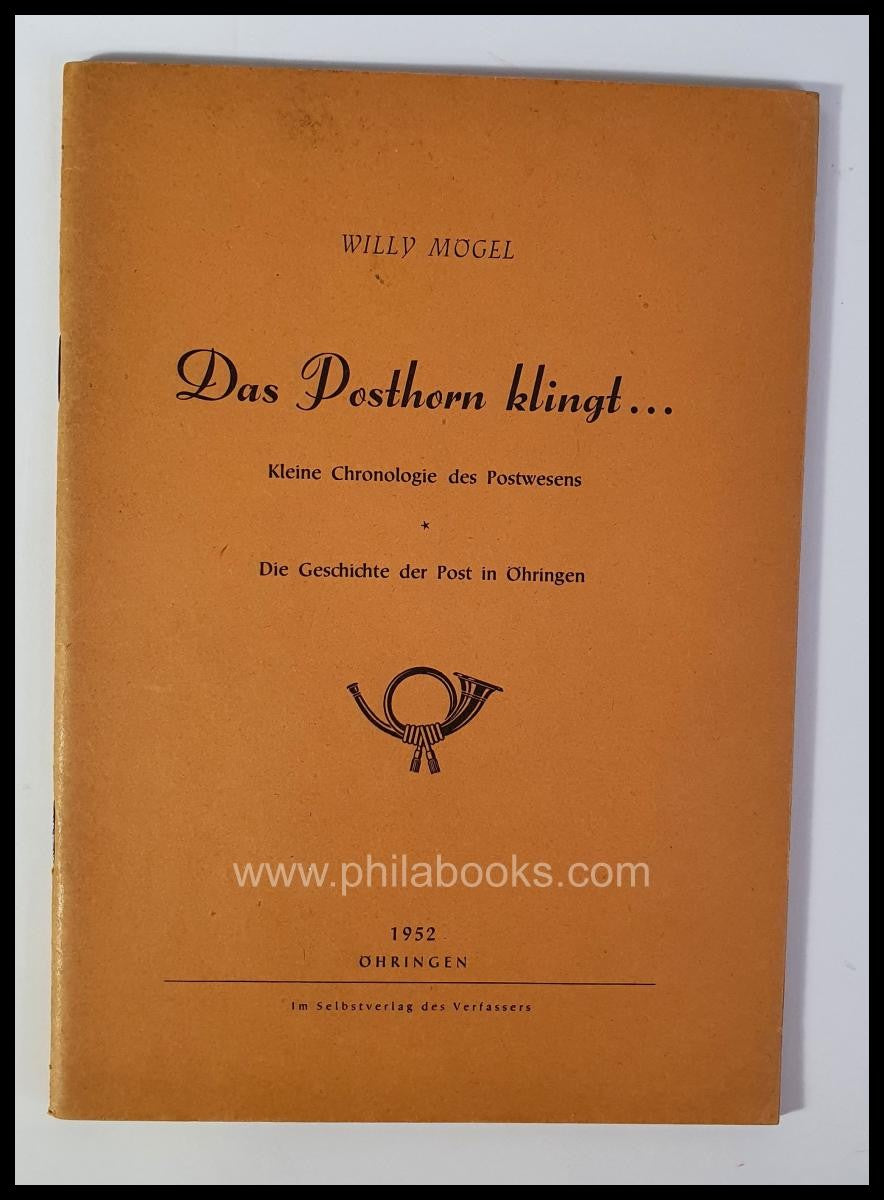 WILLY MÖGEL
Das Posthorn klingt...
Kleine Chronologie des Postwesens
*
Die Geschichte der Post in Öhringen
www.philabooks.com
1952
ÖHRINGEN
Im Selbstverlag des Verfassers